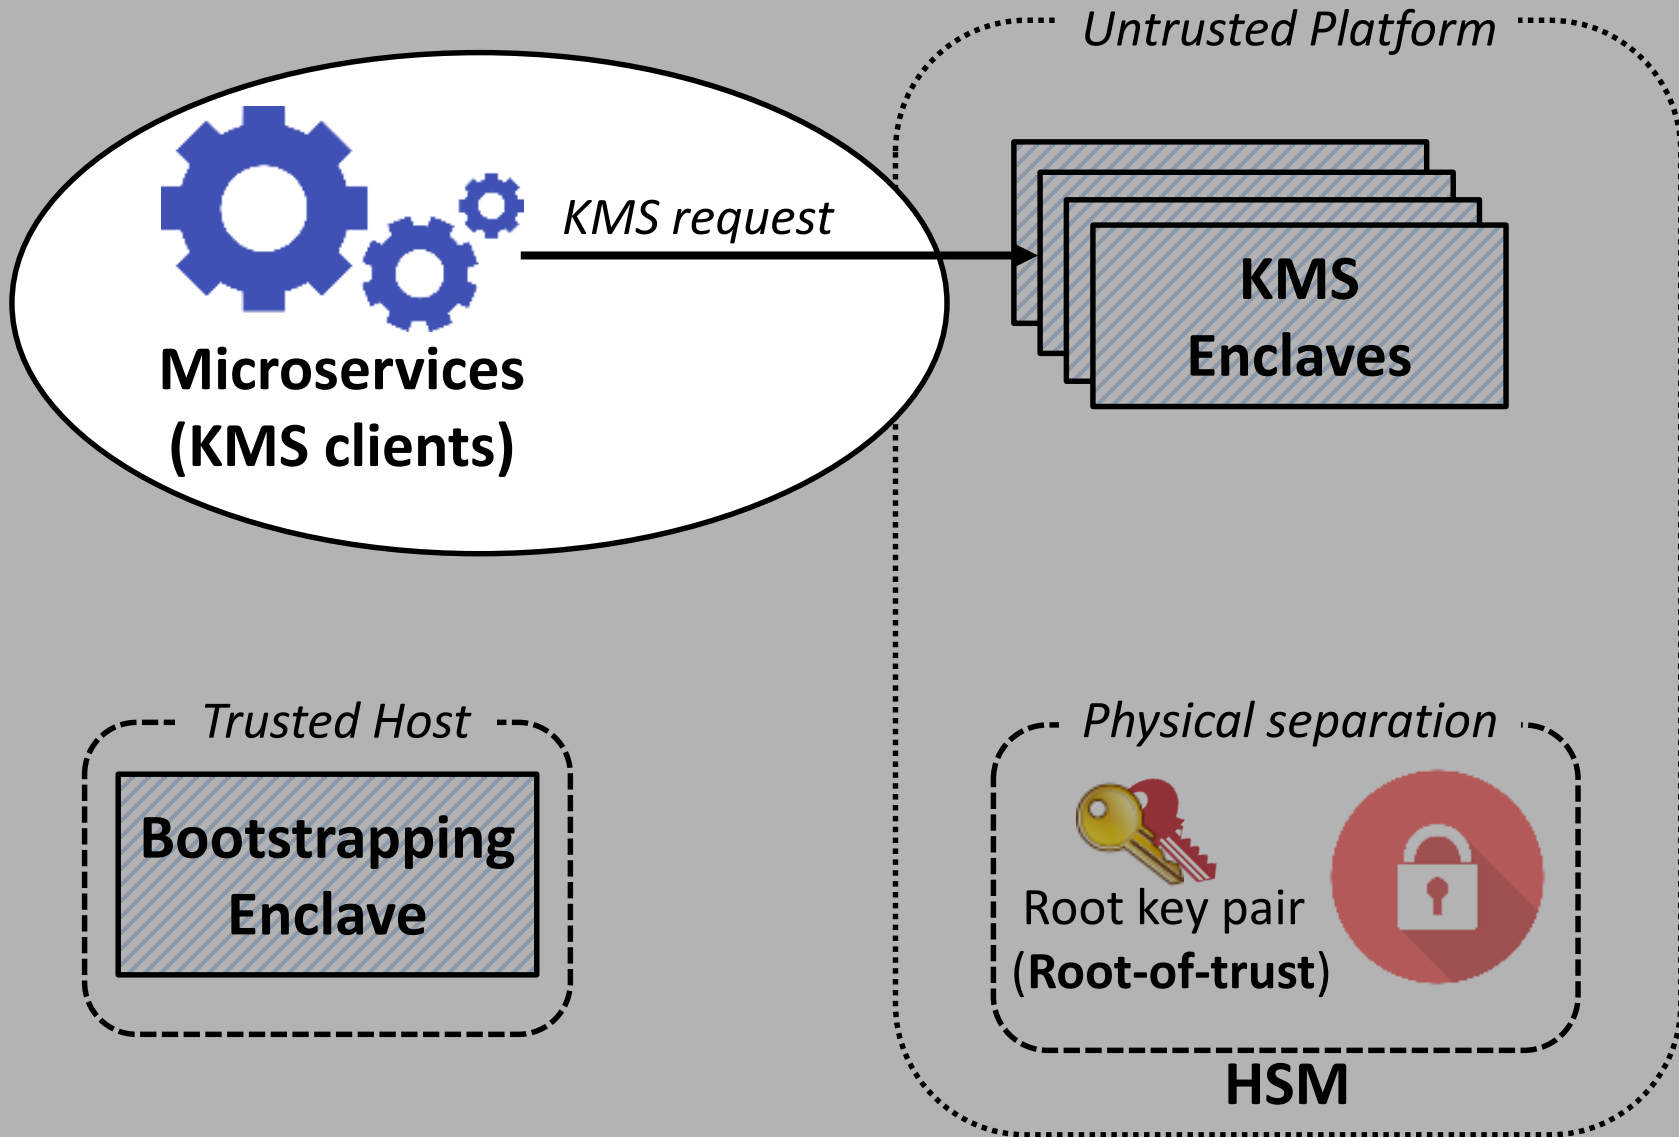 Untrusted Platform
KMS request
Microservices
(KMS clients)
KMS
Enclaves
Trusted Host
Bootstrapping
Enclave
Physical separation
Root key pair
(Root-of-trust)
HSM